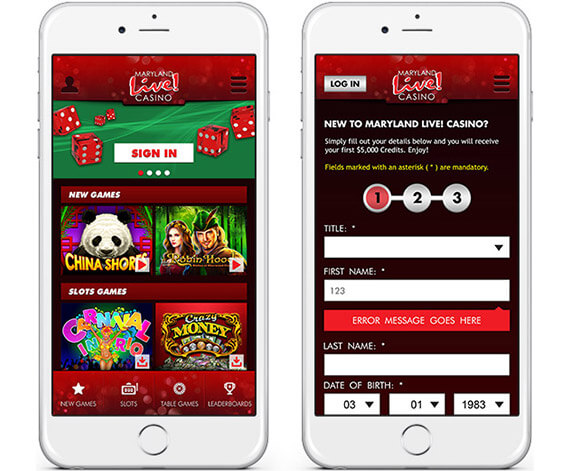 MARYLAND
Live!
CASINO
SIGN IN
NEW GAMES
CHINA SHORES
Robin Hood
SLOTS GAMES
CARNIVAL
IN RIO
Crazy
MONEY
NEW GAMES
SLOTS
TABLE GAMES
LEADERBOARDS
LOG IN
MARYLAND
Live!
CASINO
NEW TO MARYLAND LIVE! CASINO?
Simply fill out your details below and you will receive
your first $5,000 Credits. Enjoy!
Fields marked with an asterisk ( * ) are mandatory.
1 2 3
TITLE: *
FIRST NAME: *
123
ERROR MESSAGE GOES HERE
LAST NAME: *
DATE OF BIRTH: *
03 01 1983